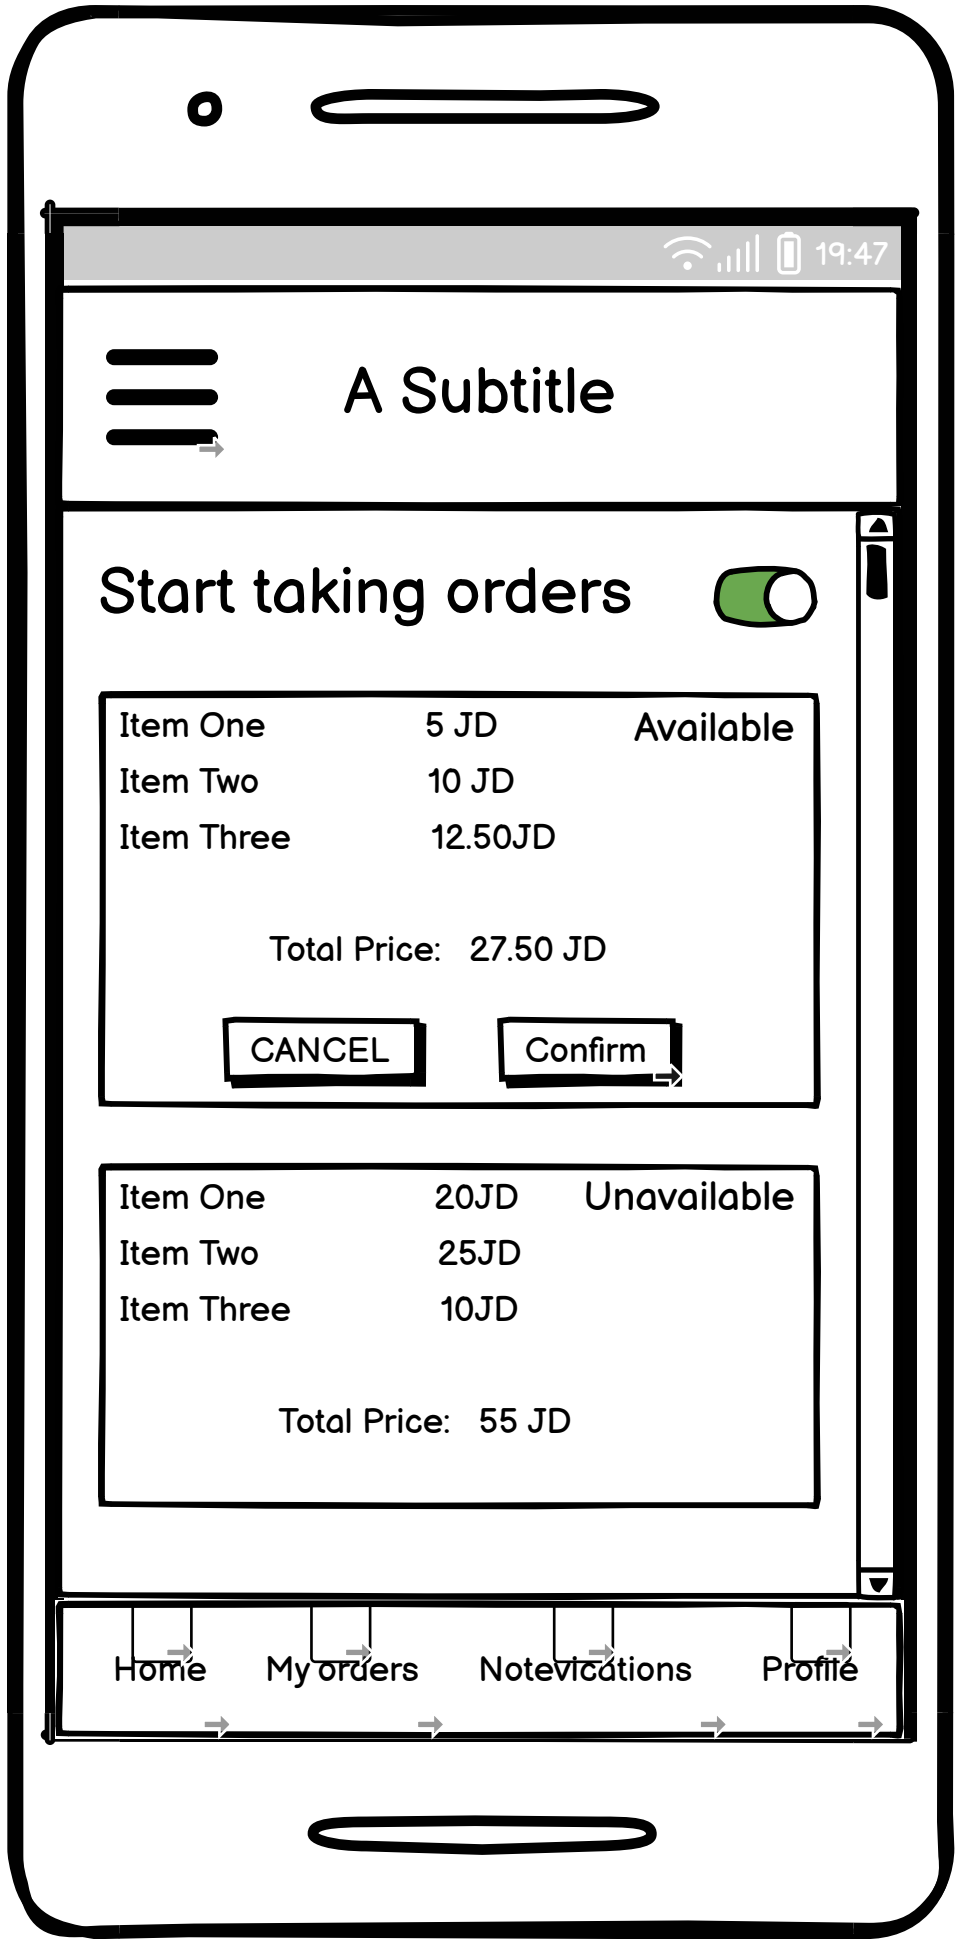 19:47
A Subtitle
Start taking orders
Item One 5 JD Available
Item Two 10 JD
Item Three 12.50JD
Total Price: 27.50 JD
CANCEL Confirm
Item One 20JD Unavailable
Item Two 25JD
Item Three 10JD
Total Price: 55 JD
Home My orders Notevications Profile